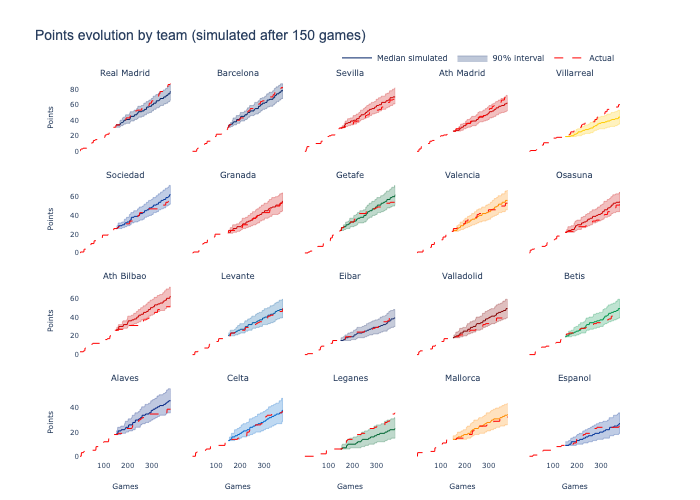 Points evolution by team (simulated after 150 games)
Median simulated 90% interval Actual
Real Madrid Barcelona Sevilla Ath Madrid Villarreal
80
60
40
20
0
Points
Sociedad Granada Getafe Valencia Osasuna
60
40
20
0
Points
Ath Bilbao Levante Eibar Valladolid Betis
60
40
20
0
Points
Alaves Celta Leganes Mallorca Espanol
40
20
0
Points
100 200 300 100 200 300 100 200 300 100 200 300 100 200 300
Games Games Games Games Games